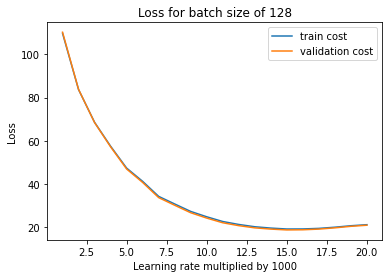 Loss for batch size of 128
train cost
validation cost
Loss
100
80
60
40
20
2.5 5.0 7.5 10.0 12.5 15.0 17.5 20.0
Learning rate multiplied by 1000